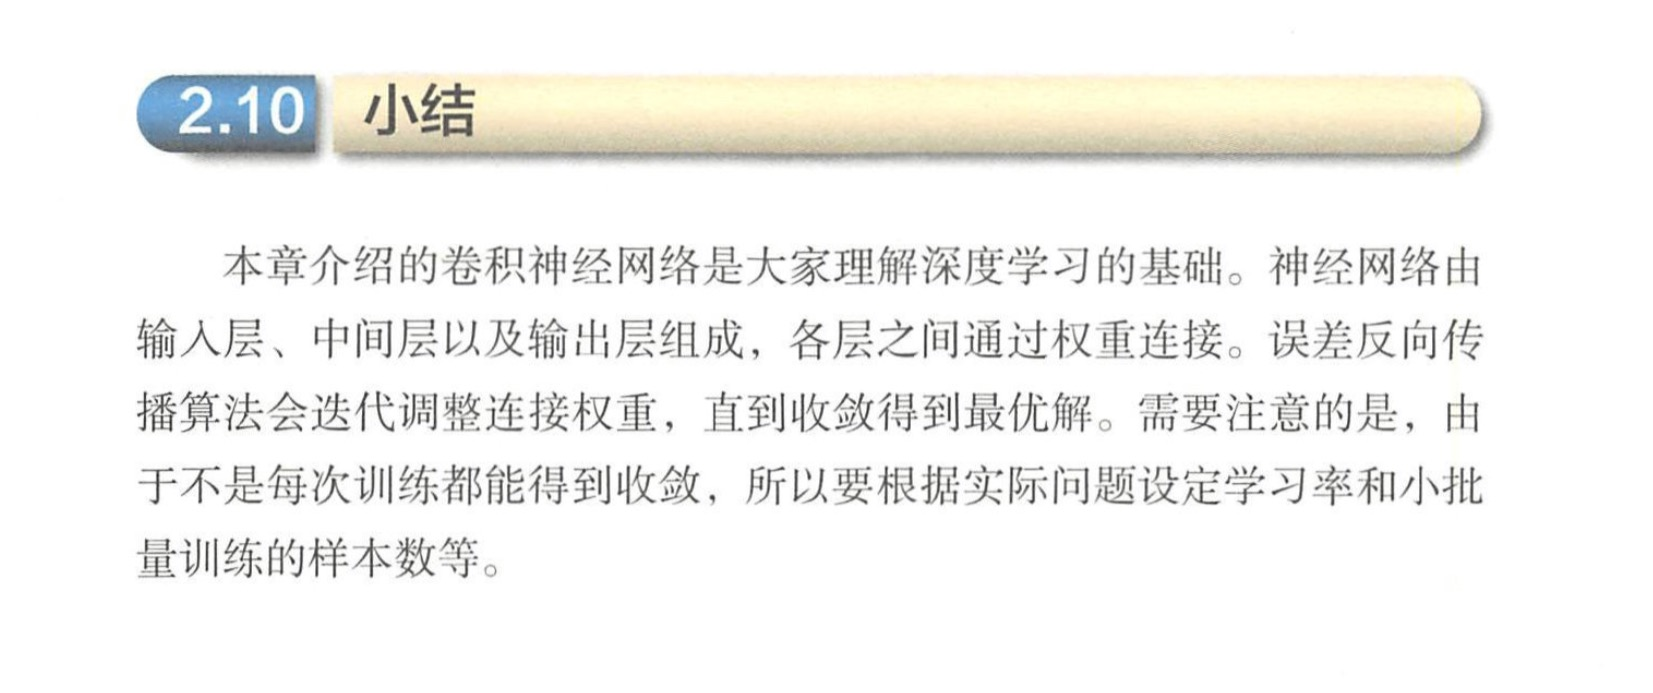 2.10 小结
本章介绍的卷积神经网络是大家理解深度学习的基础。神经网络由
输入层、中间层以及输出层组成，各层之间通过权重连接。误差反向传
播算法会迭代调整连接权重，直到收敛得到最优解。需要注意的是，由
于不是每次训练都能得到收敛，所以要根据实际问题设定学习率和小批
量训练的样本数等。